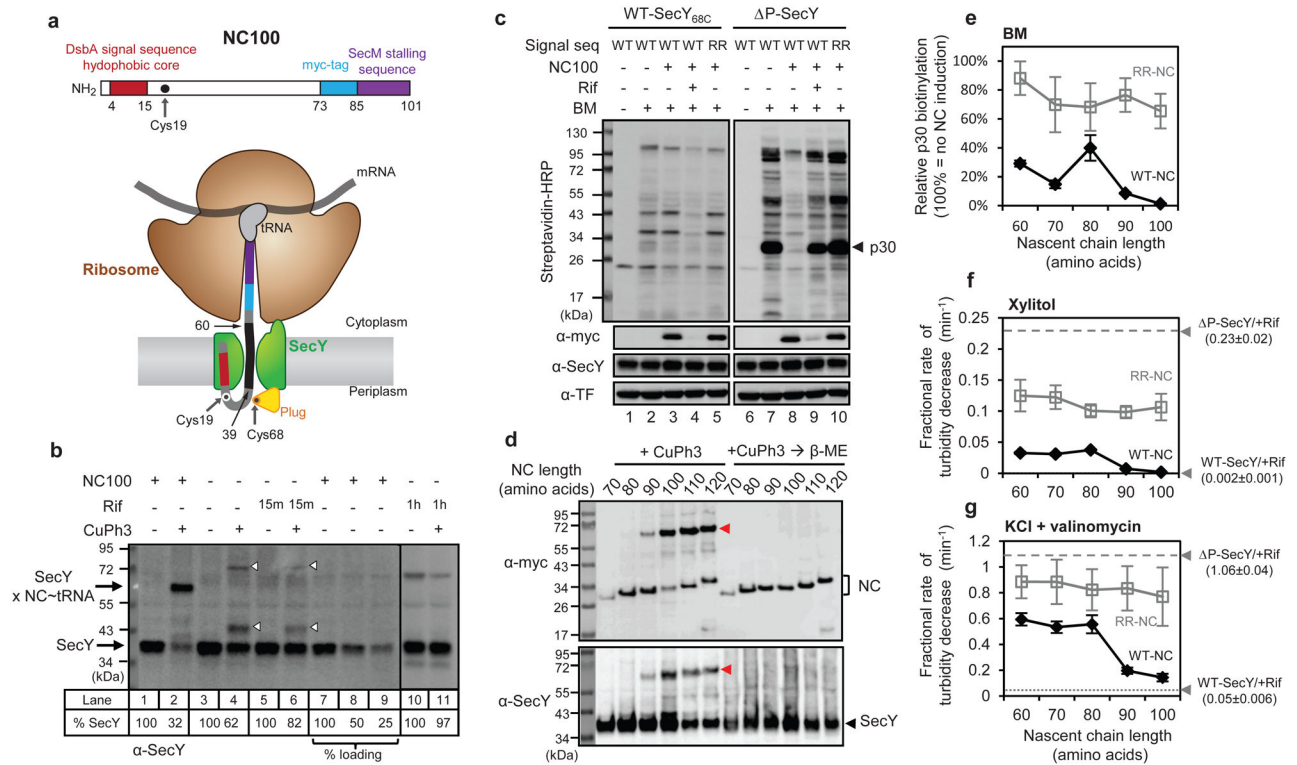 a
NC100
DsbA signal sequence
hydophobic core
myc-tag
SecM stalling
sequence
NH2
4
15
73
85
101
Cys19
mRNA
tRNA
Ribosome
60
Cytoplasm
SecY
Periplasm
Cys19
39
Cys68
Plug
b
NC100 - + - - - - + + + - -
Rif - - - - 15m 15m - - - 1h 1h
CuPh3 - + - + - + - - - - +
95
72
55
43
34
(kDa)
SecY
x NC~tRNA
SecY
Lane 1 2 3 4 5 6 7 8 9 10 11
% SecY 100 32 100 62 100 82 100 50 25 100 97
α-SecY
% loading
c
WT-SecY68C
ΔP-SecY
Signal seq WT WT WT WT RR WT WT WT WT RR
NC100 - - + + + - - + + +
Rif - - - + - - - - + -
BM - + + + + - + + + +
130
95
72
55
43
34
26
17
(kDa)
Streptavidin-HRP
p30
α-myc
α-SecY
α-TF
1 2 3 4 5 6 7 8 9 10
d
+ CuPh3
+CuPh3 → β-ME
NC length
(amino acids)
70 80 90 100 110 120 70 80 90 100 110 120
95
72
55
43
34
26
17
α-myc
NC
95
72
55
43
34
(kDa)
α-SecY
SecY
e
BM
Relative p30 biotinylation
(100% = no NC induction)
100%
80%
60%
40%
20%
0%
RR-NC
WT-NC
60 70 80 90 100
Nascent chain length
(amino acids)
f
Xylitol
Fractional rate of
turbidity decrease (min-1)
0.25
0.2
0.15
0.1
0.05
0
ΔP-SecY/+Rif
(0.23±0.02)
RR-NC
WT-NC
WT-SecY/+Rif
(0.002±0.001)
60 70 80 90 100
g
KCl + valinomycin
Fractional rate of
turbidity decrease (min-1)
1.2
1
0.8
0.6
0.4
0.2
0
ΔP-SecY/+Rif
(1.06±0.04)
RR-NC
WT-NC
WT-SecY/+Rif
(0.05±0.006)
60 70 80 90 100
Nascent chain length
(amino acids)